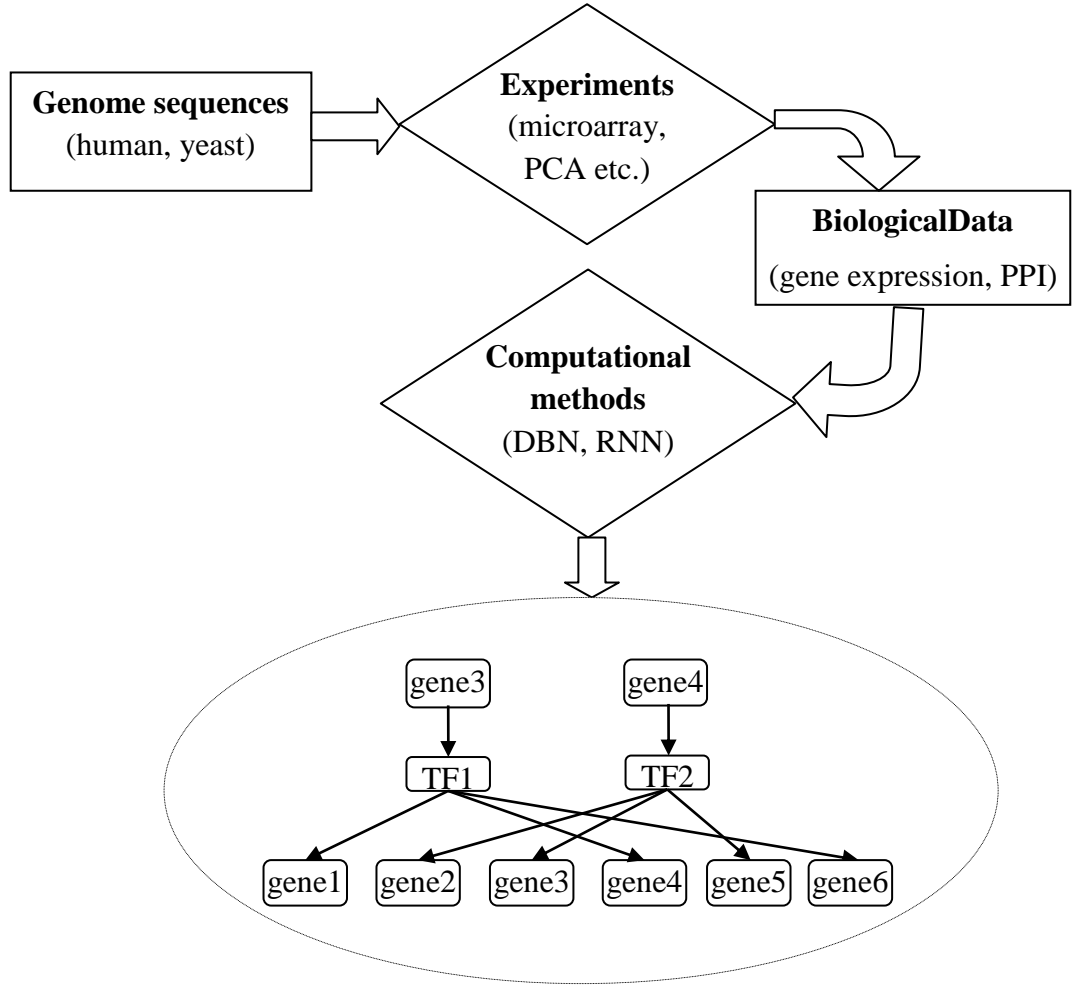 Genome sequences
(human, yeast)
Experiments
(microarray,
PCA etc.)
BiologicalData
(gene expression, PPI)
Computational
methods
(DBN, RNN)
gene3
gene4
TF1
TF2
gene1
gene2
gene3
gene4
gene5
gene6